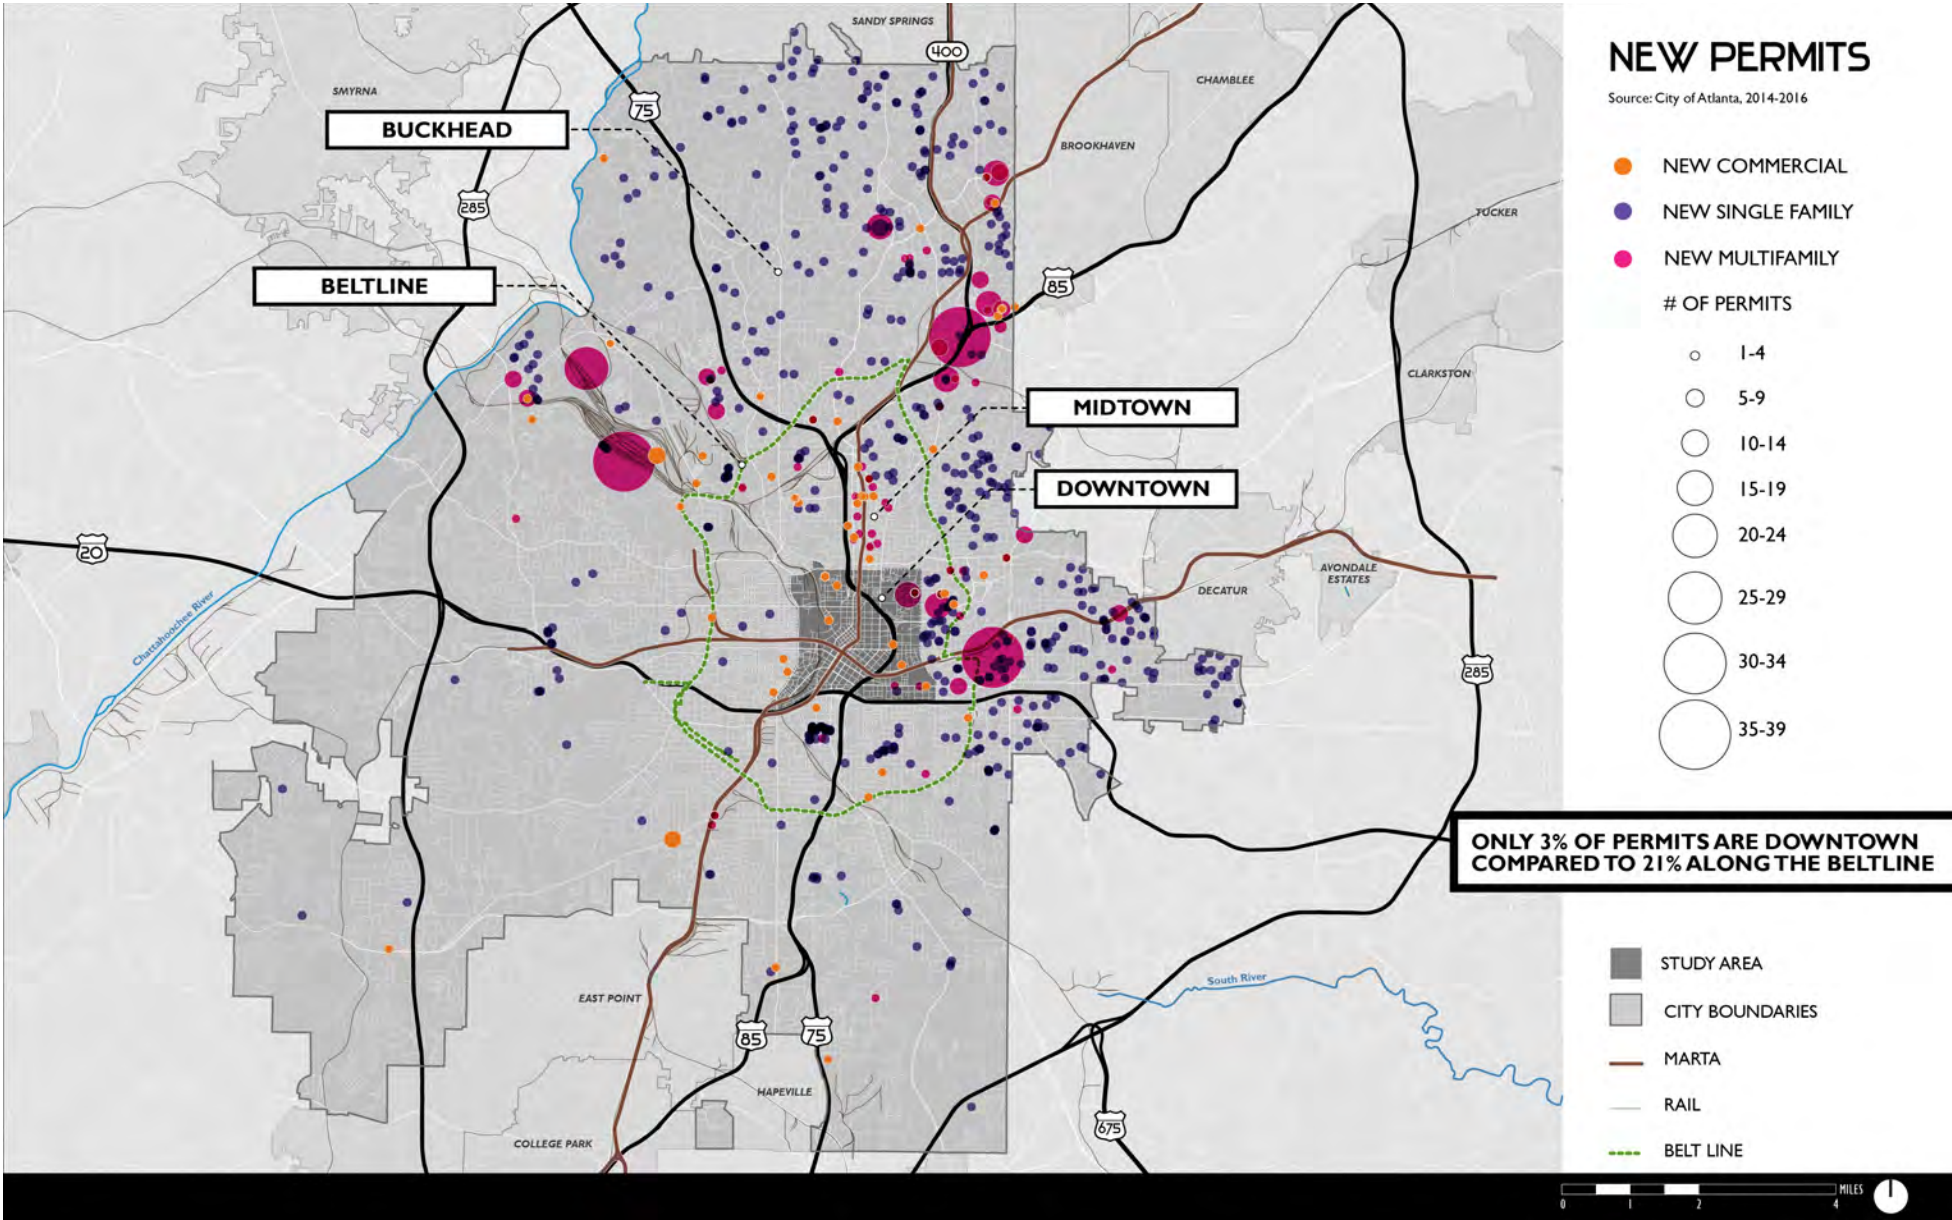 SANDY SPRINGS
400
SMYRNA
75
CHAMBLEE
BUCKHEAD
BROOKHAVEN
285
TUCKER
BELTLINE
85
CLARKSTON
MIDTOWN
DOWNTOWN
20
AVONDALE
ESTATES
DECATUR
Chattahoochee River
285
South River
EAST POINT
85
75
HAPEVILLE
675
COLLEGE PARK
NEW PERMITS
Source: City of Atlanta, 2014-2016
NEW COMMERCIAL
NEW SINGLE FAMILY
NEW MULTIFAMILY
# OF PERMITS
1-4
5-9
10-14
15-19
20-24
25-29
30-34
35-39
ONLY 3% OF PERMITS ARE DOWNTOWN
COMPARED TO 21% ALONG THE BELTLINE
STUDY AREA
CITY BOUNDARIES
MARTA
RAIL
BELT LINE
MILES
0 1 2 4